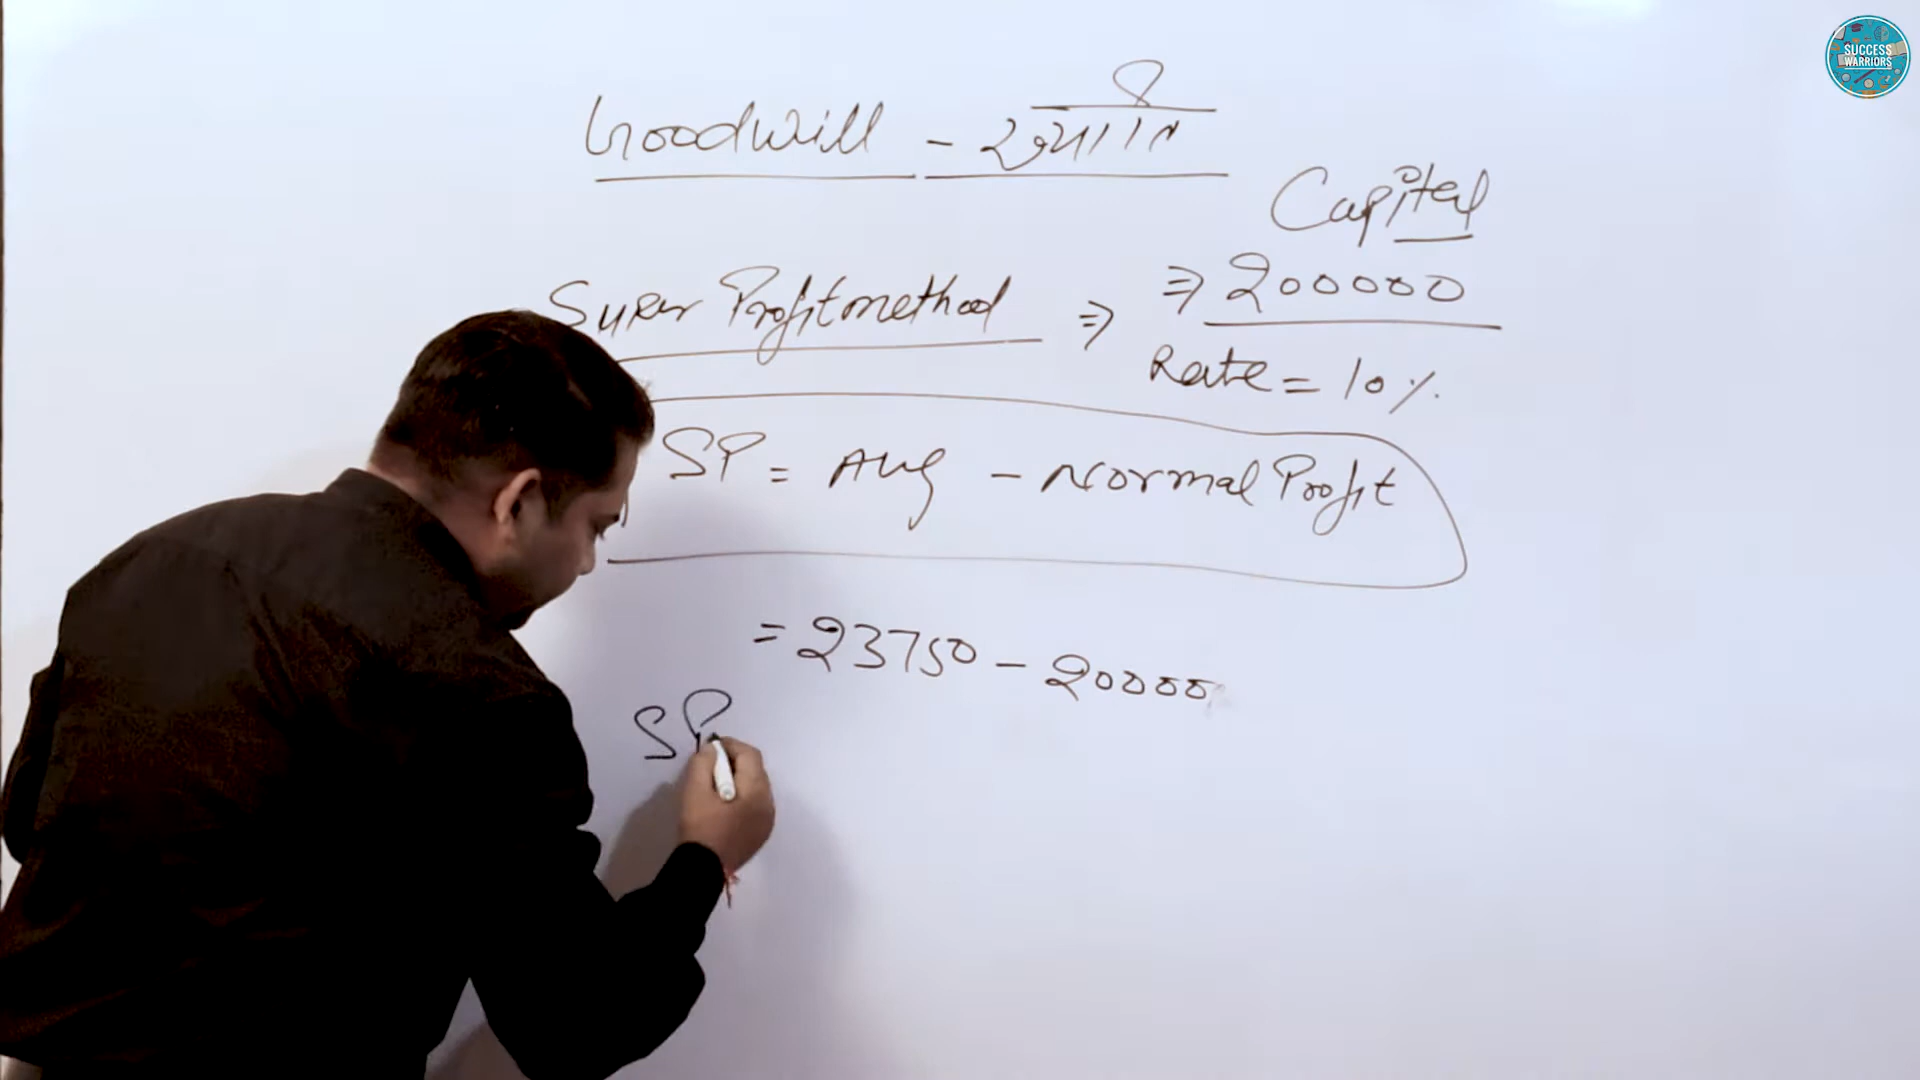 SUCCESS
WARRIORS
Goodwill - ख्याति
Capital
Super Profit method ⇒ ⇒ 200000
Rate = 10%.
SP = Avg - Normal Profit
= 23750 - 20000
SP